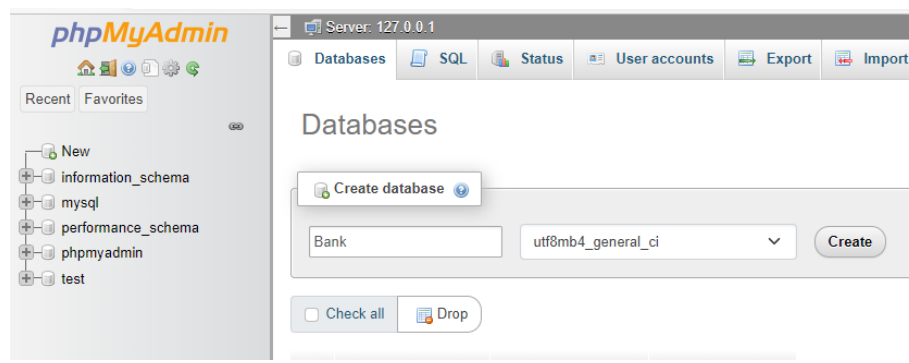 phpMyAdmin
Recent Favorites
New
information_schema
mysql
performance_schema
phpmyadmin
test
Server: 127.0.0.1
Databases SQL Status User accounts Export Import
Databases
Create database
Bank utf8mb4_general_ci Create
Check all Drop